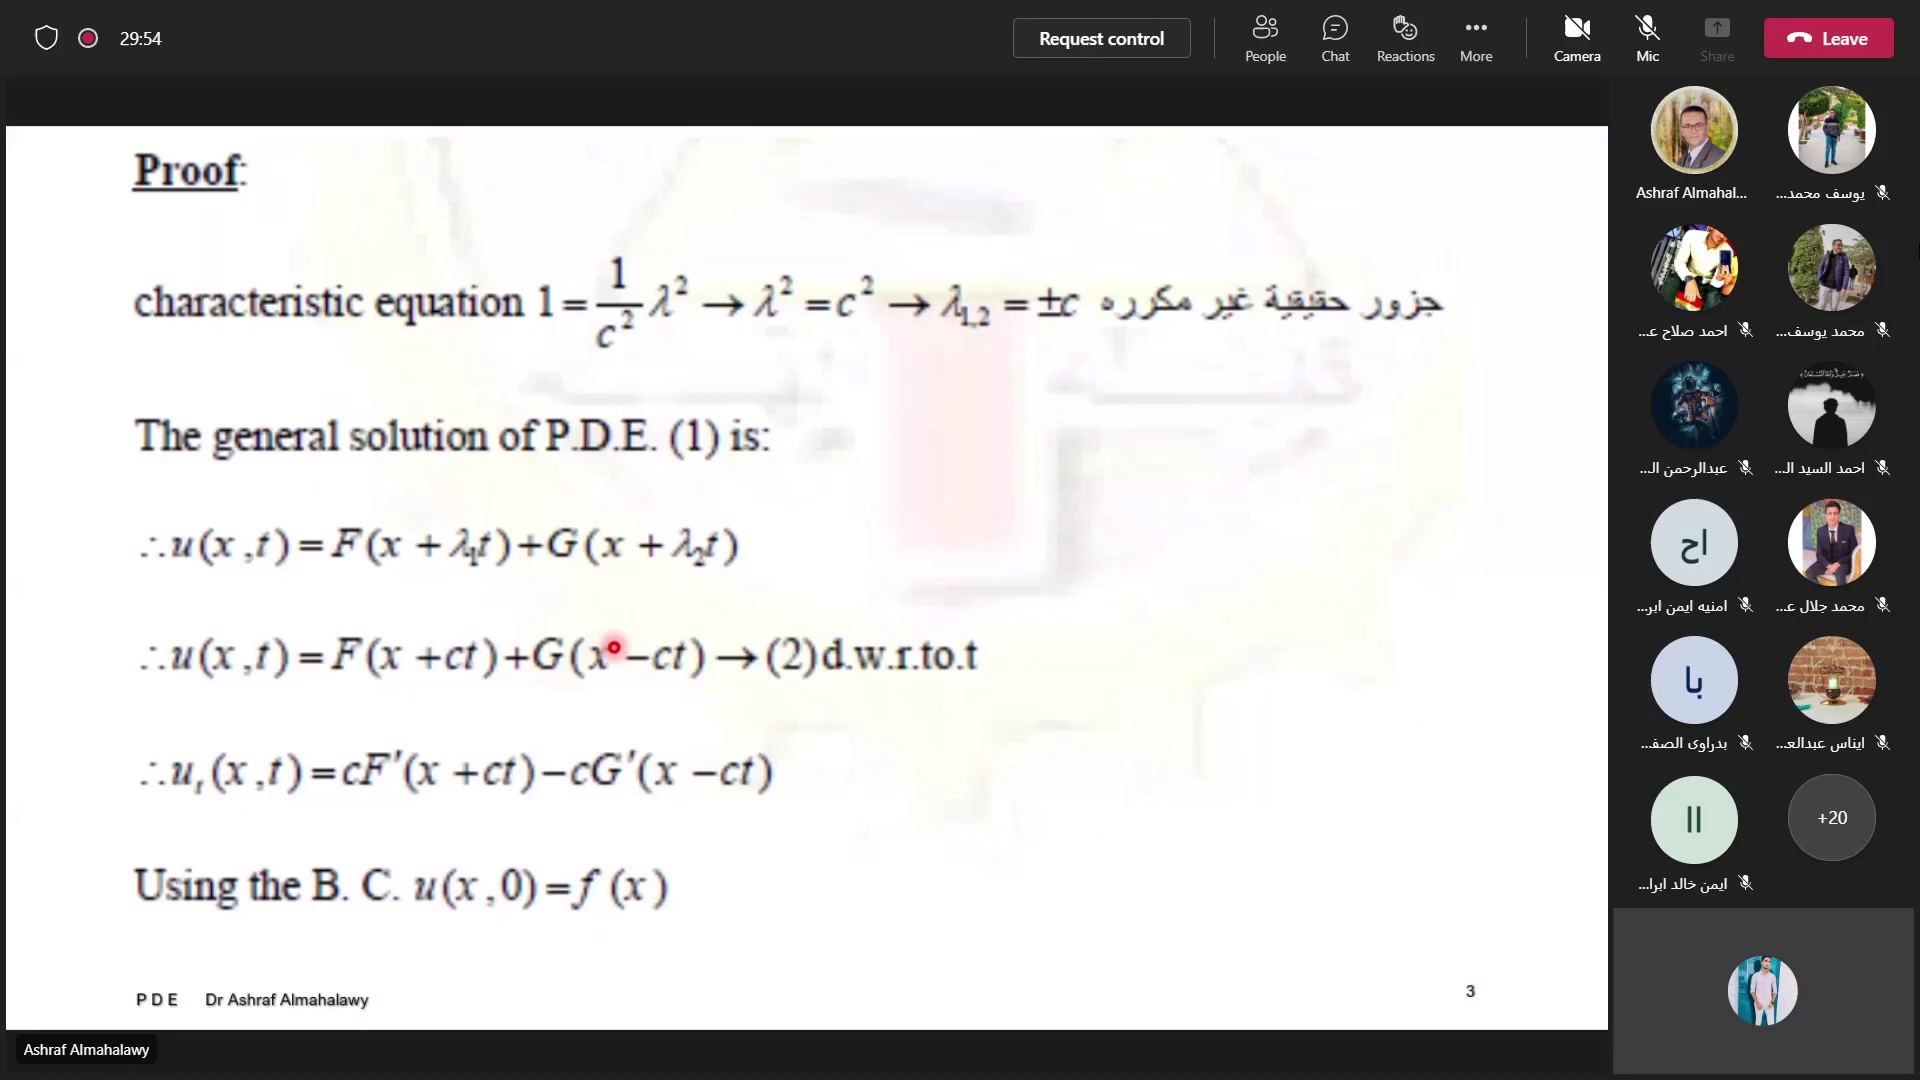 29:54
Request control
People
Chat
Reactions
More
Camera
Mic
Share
Leave
Proof:
characteristic equation 1 = 1/c² λ² → λ² = c² → λ₁,₂ = ±c جزور حقيقية غير مكرره
The general solution of P.D.E. (1) is:
∴ u(x,t) = F(x + λ₁t) + G(x + λ₂t)
∴ u(x,t) = F(x + ct) + G(x − ct) → (2) d.w.r.to.t
∴ uₜ(x,t) = cF′(x + ct) − cG′(x − ct)
Using the B. C. u(x,0) = f(x)
P D E Dr Ashraf Almahalawy
3
Ashraf Almahalawy
Ashraf Almahal...
يوسف محمد...
احمد صلاح ع...
محمد يوسف...
عبدالرحمن ال...
احمد السيد ال...
اح
امنيه ايمن ابر...
محمد جلال ع...
با
بدراوى الصف...
ايناس عبدالع...
اا
+20
ايمن خالد ابرا...